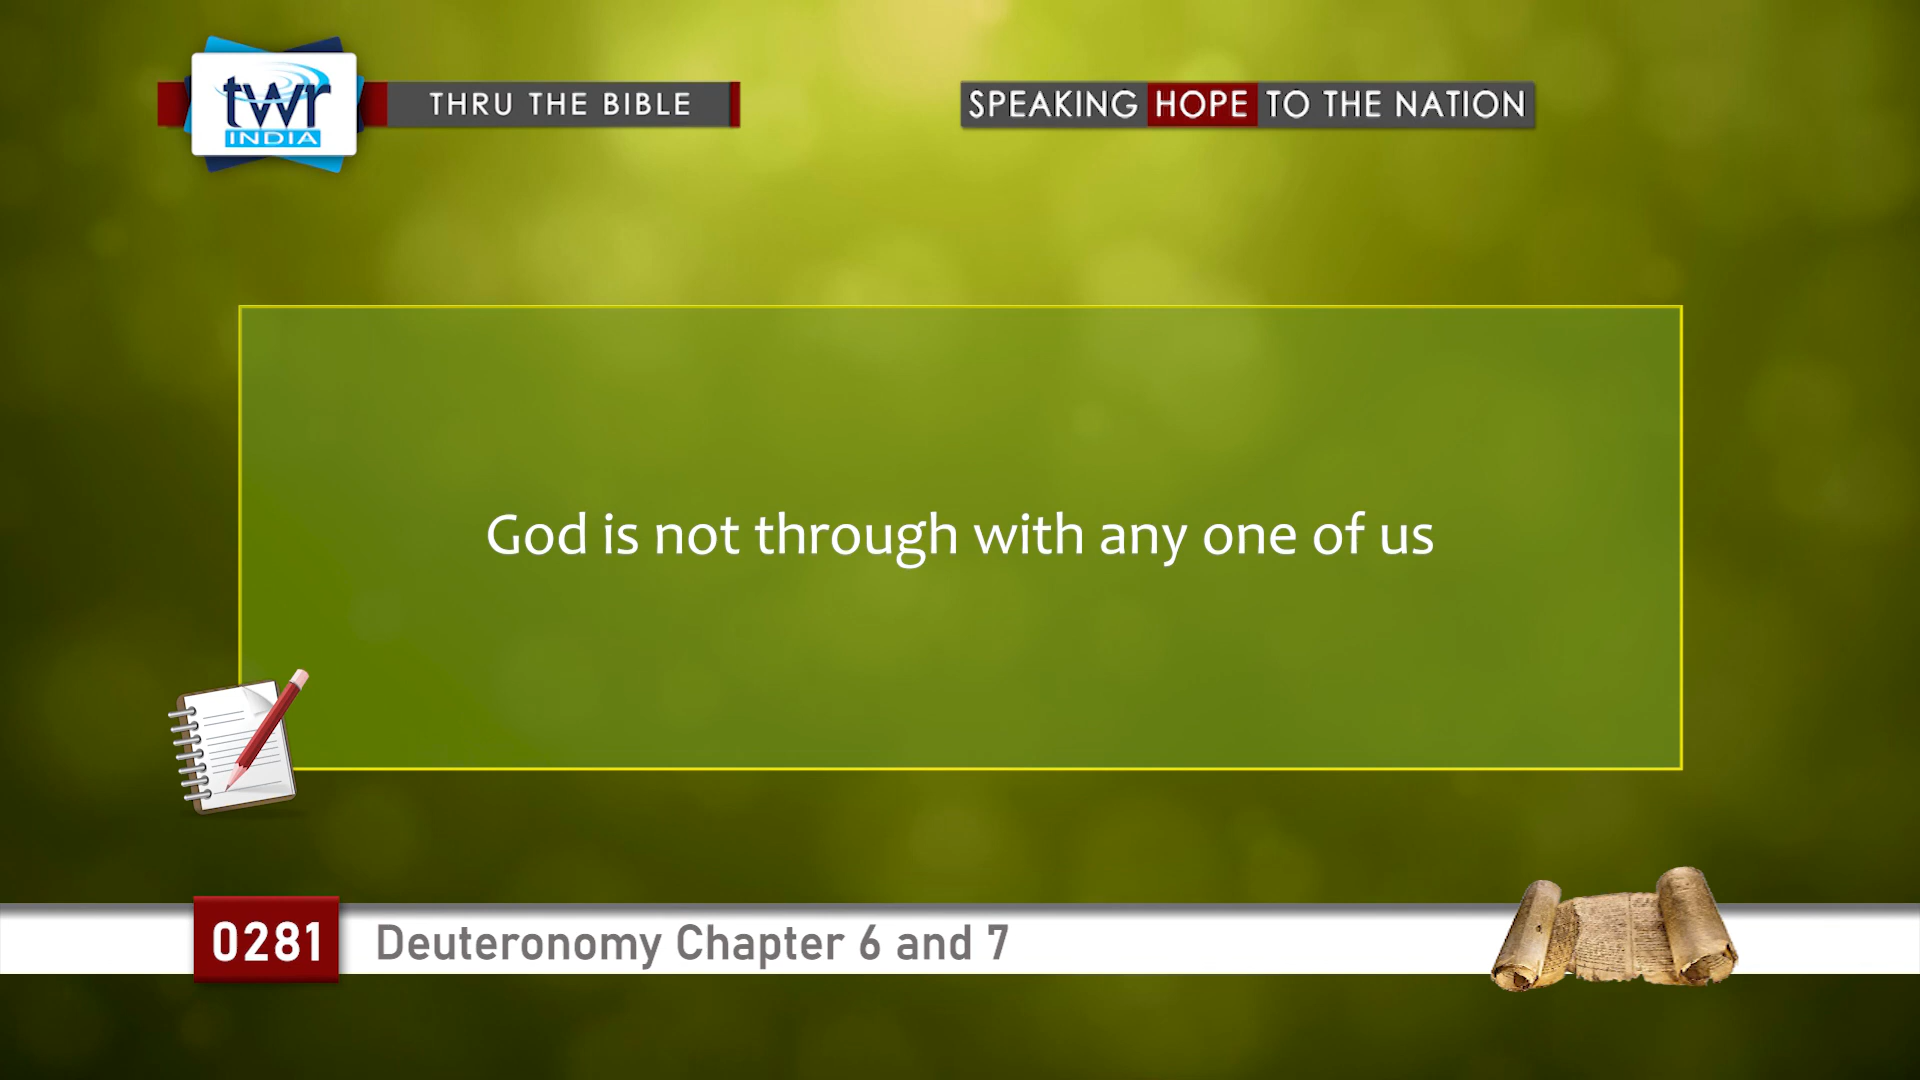 twr
INDIA
THRU THE BIBLE
SPEAKING HOPE TO THE NATION
God is not through with any one of us
0281
Deuteronomy Chapter 6 and 7